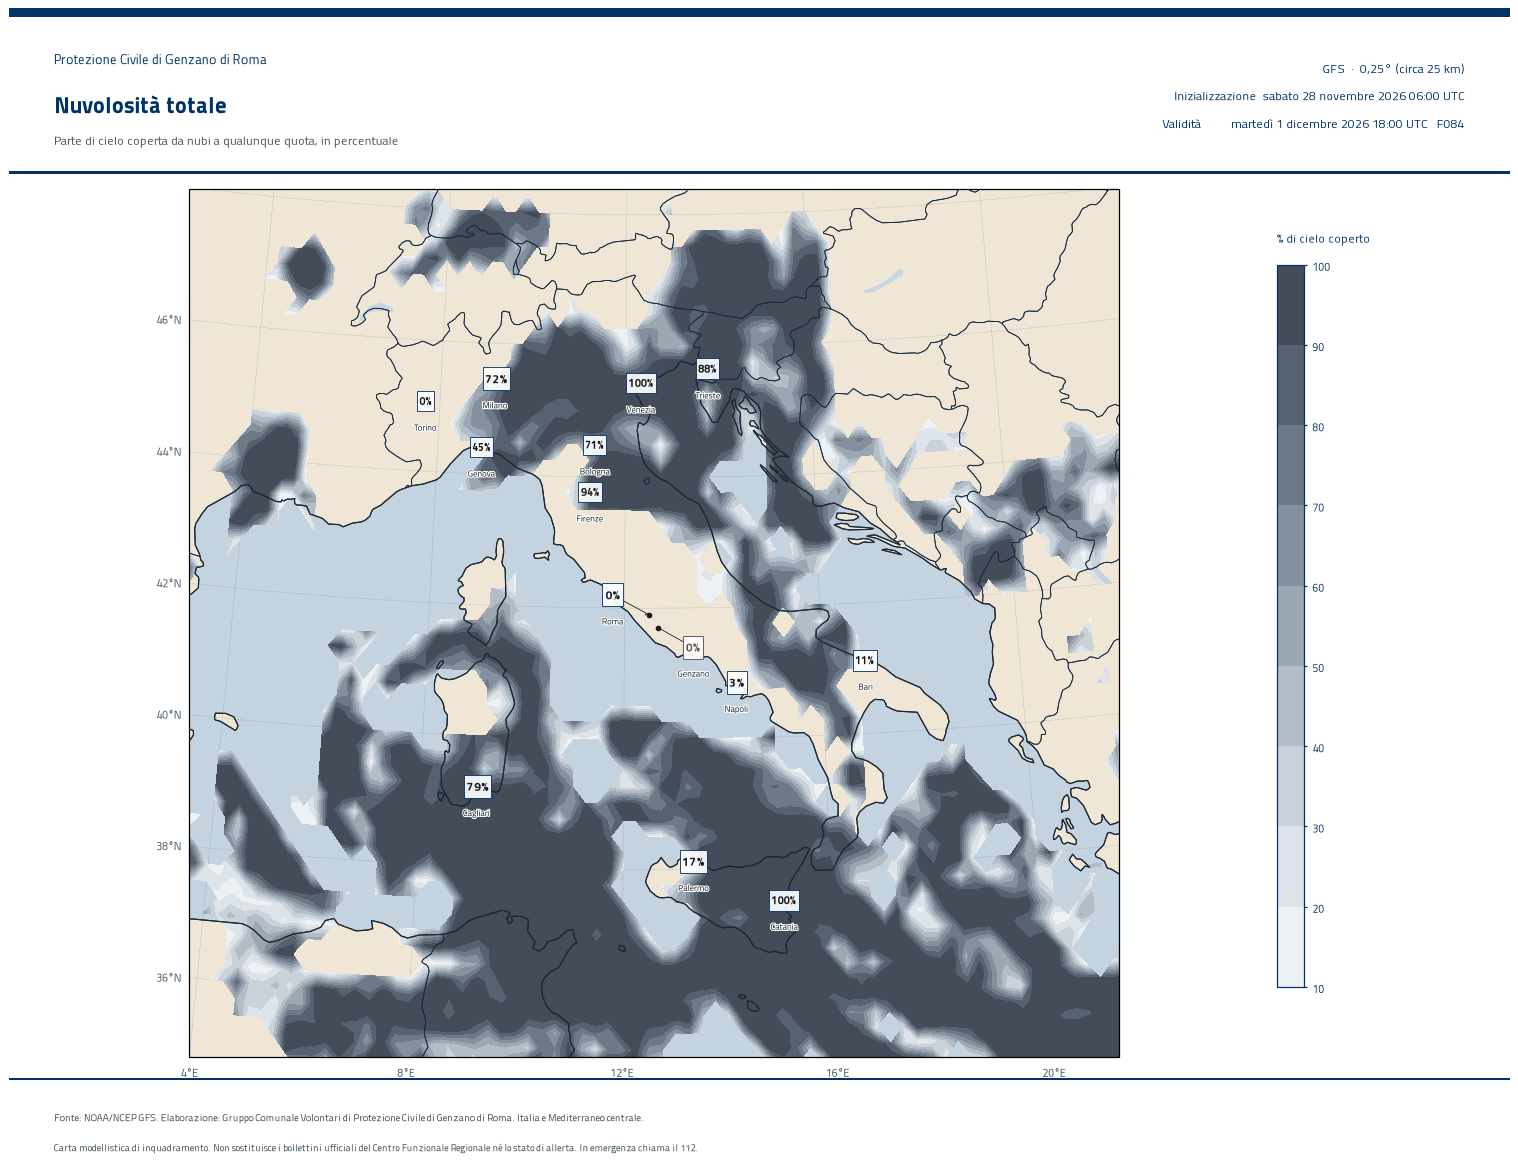 Protezione Civile di Genzano di Roma
Nuvolosità totale
Parte di cielo coperta da nubi a qualunque quota, in percentuale
GFS · 0,25° (circa 25 km)
Inizializzazione sabato 28 novembre 2026 06:00 UTC
Validità martedì 1 dicembre 2026 18:00 UTC F084
% di cielo coperto
100
90
80
70
60
50
40
30
20
10
46°N
44°N
42°N
40°N
38°N
36°N
4°E
8°E
12°E
16°E
20°E
88%
Trieste
72%
Milano
100%
Venezia
0%
Torino
45%
Genova
71%
Bologna
94%
Firenze
0%
Roma
0%
Genzano
11%
Bari
3%
Napoli
79%
Cagliari
17%
Palermo
100%
Catania
Fonte: NOAA/NCEP GFS. Elaborazione: Gruppo Comunale Volontari di Protezione Civile di Genzano di Roma. Italia e Mediterraneo centrale.
Carta modellistica di inquadramento. Non sostituisce i bollettini ufficiali del Centro Funzionale Regionale né lo stato di allerta. In emergenza chiama il 112.